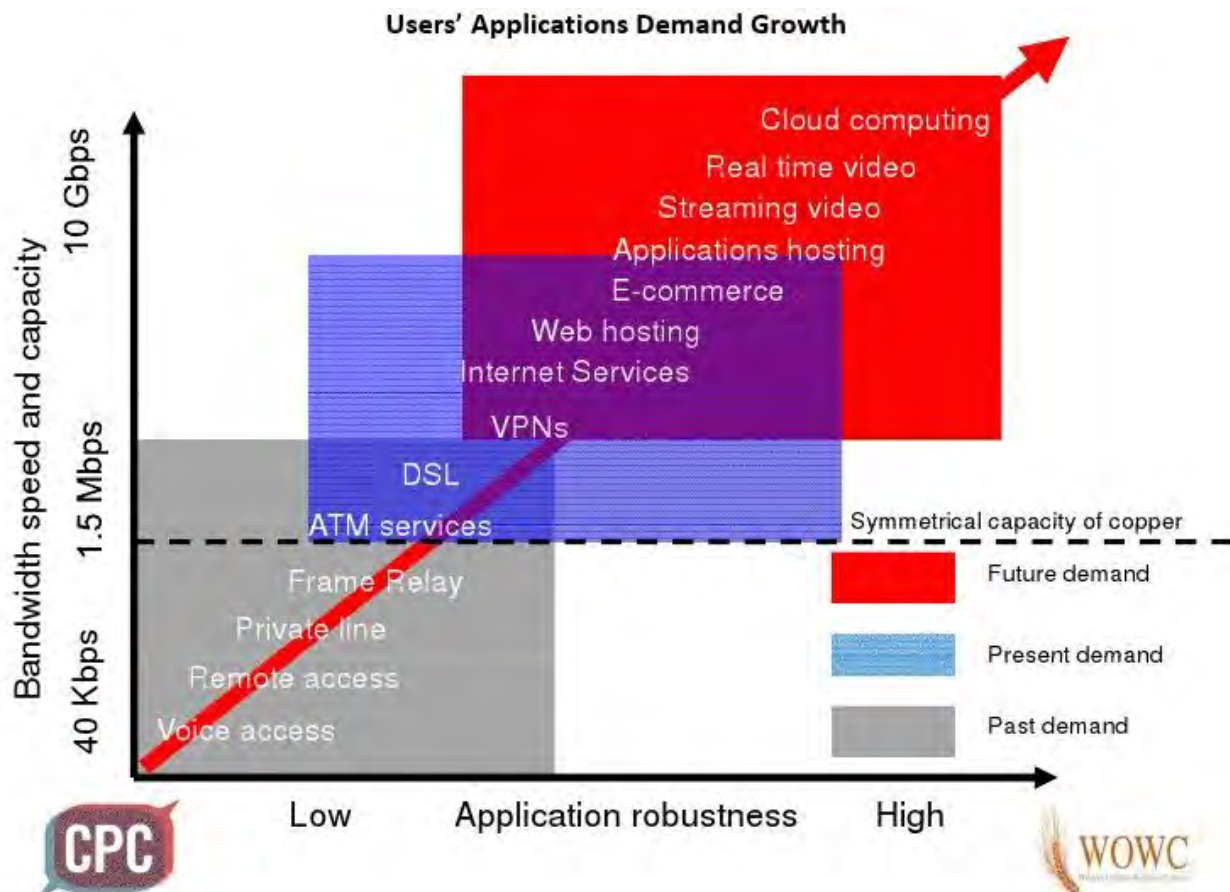 Users' Applications Demand Growth
Bandwidth speed and capacity
10 Gbps
1.5 Mbps
40 Kbps
Cloud computing
Real time video
Streaming video
Applications hosting
E-commerce
Web hosting
Internet Services
VPNs
DSL
ATM services
Frame Relay
Private line
Remote access
Voice access
Symmetrical capacity of copper
Future demand
Present demand
Past demand
Low
Application robustness
High
CPC
WOWC